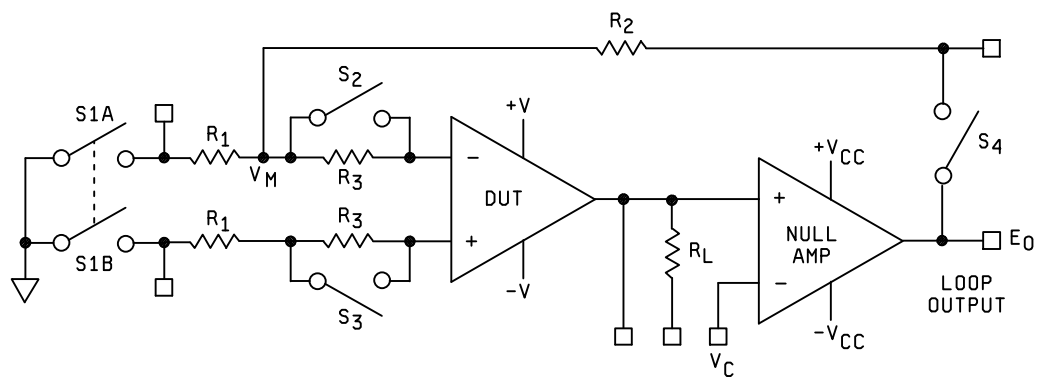 R2
S2
+V
S1A
R1
S4
+VCC
−
VM
R3
DUT
+
R1
R3
+
NULL
AMP
E0
S1B
RL
−
LOOP
OUTPUT
−V
S3
−VCC
VC